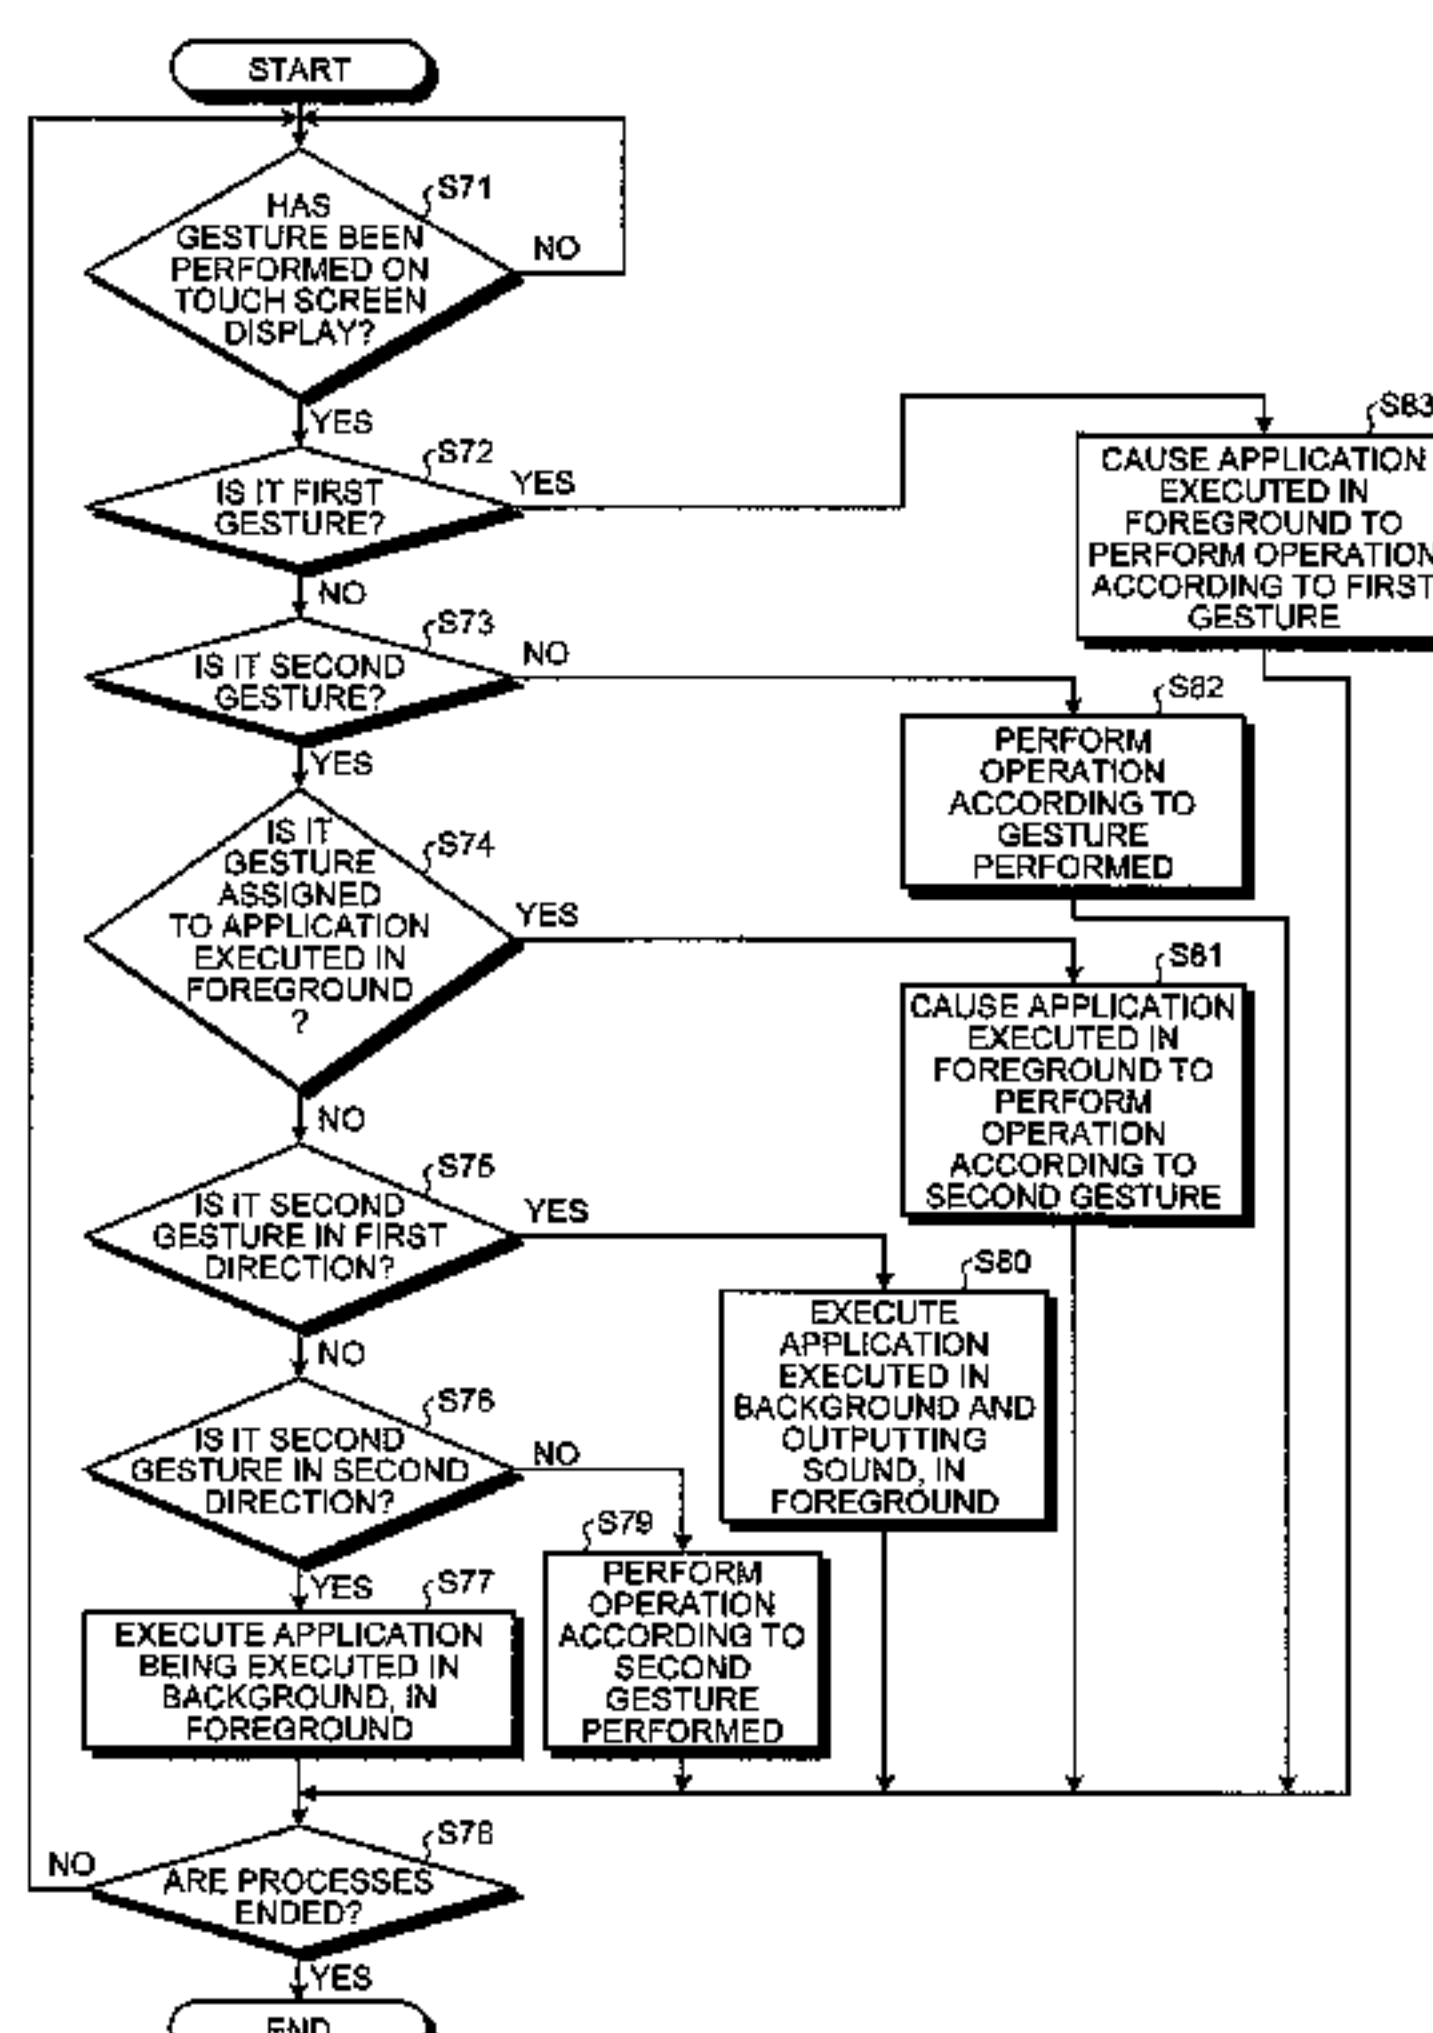 START
S71
HAS
GESTURE BEEN
PERFORMED ON
TOUCH SCREEN
DISPLAY?
NO
YES
S72
IS IT FIRST
GESTURE?
YES
NO
S83
CAUSE APPLICATION
EXECUTED IN
FOREGROUND TO
PERFORM OPERATION
ACCORDING TO FIRST
GESTURE
S73
IS IT SECOND
GESTURE?
NO
YES
S82
PERFORM
OPERATION
ACCORDING TO
GESTURE
PERFORMED
S74
IS IT
GESTURE
ASSIGNED
TO APPLICATION
EXECUTED IN
FOREGROUND
?
YES
NO
S81
CAUSE APPLICATION
EXECUTED IN
FOREGROUND TO
PERFORM
OPERATION
ACCORDING TO
SECOND GESTURE
S75
IS IT SECOND
GESTURE IN FIRST
DIRECTION?
YES
NO
S80
EXECUTE
APPLICATION
EXECUTED IN
BACKGROUND AND
OUTPUTTING
SOUND, IN
FOREGROUND
S76
IS IT SECOND
GESTURE IN SECOND
DIRECTION?
NO
YES
S79
PERFORM
OPERATION
ACCORDING TO
SECOND
GESTURE
PERFORMED
S77
EXECUTE APPLICATION
BEING EXECUTED IN
BACKGROUND, IN
FOREGROUND
S78
ARE PROCESSES
ENDED?
NO
YES
END